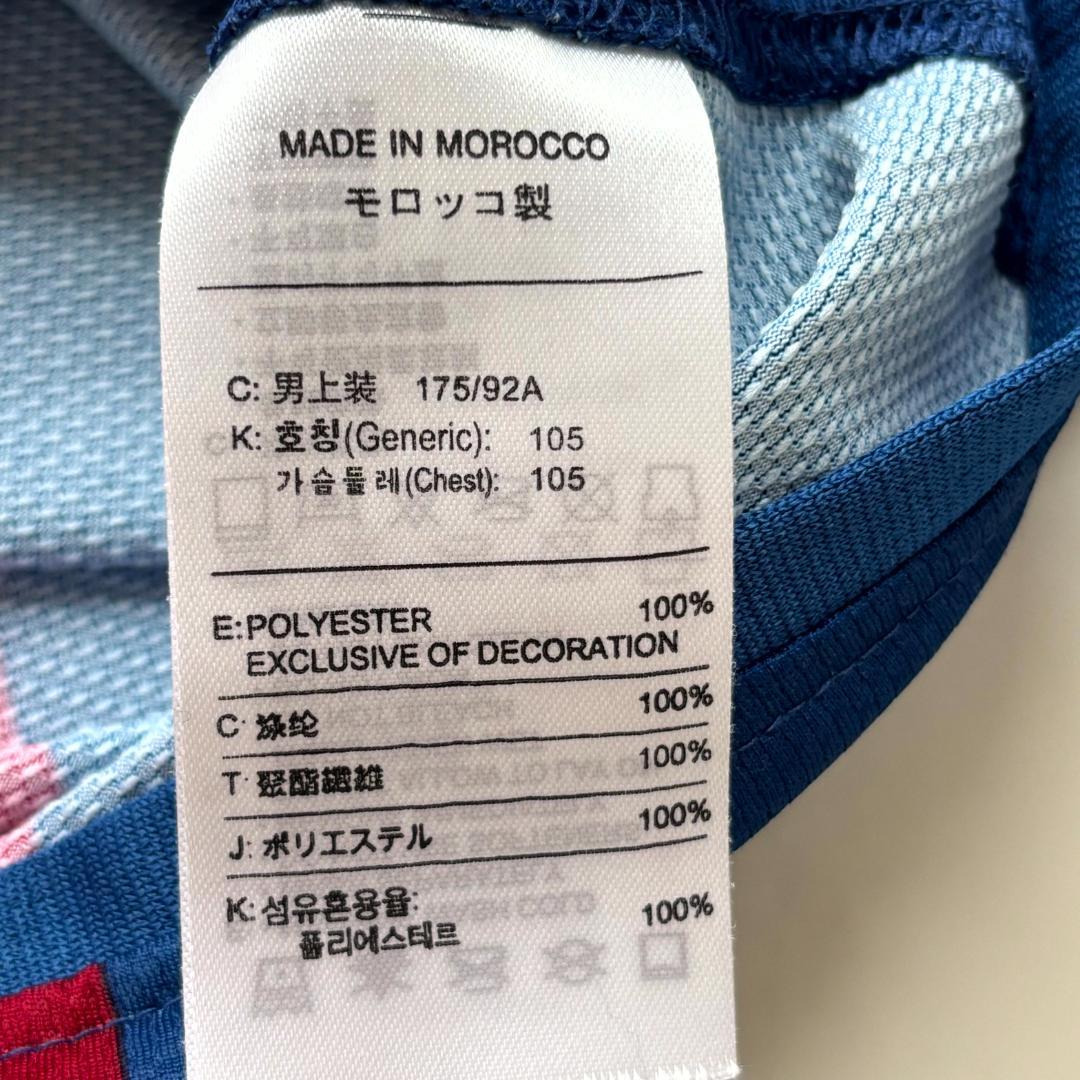 MADE IN MOROCCO
モロッコ製
C: 男上装 175/92A
K: 호칭(Generic): 105
가슴둘레(Chest): 105
E:POLYESTER 100%
EXCLUSIVE OF DECORATION
C: 涤纶 100%
T: 聚酯纖維 100%
J: ポリエステル 100%
K: 섬유혼용율:
폴리에스테르 100%